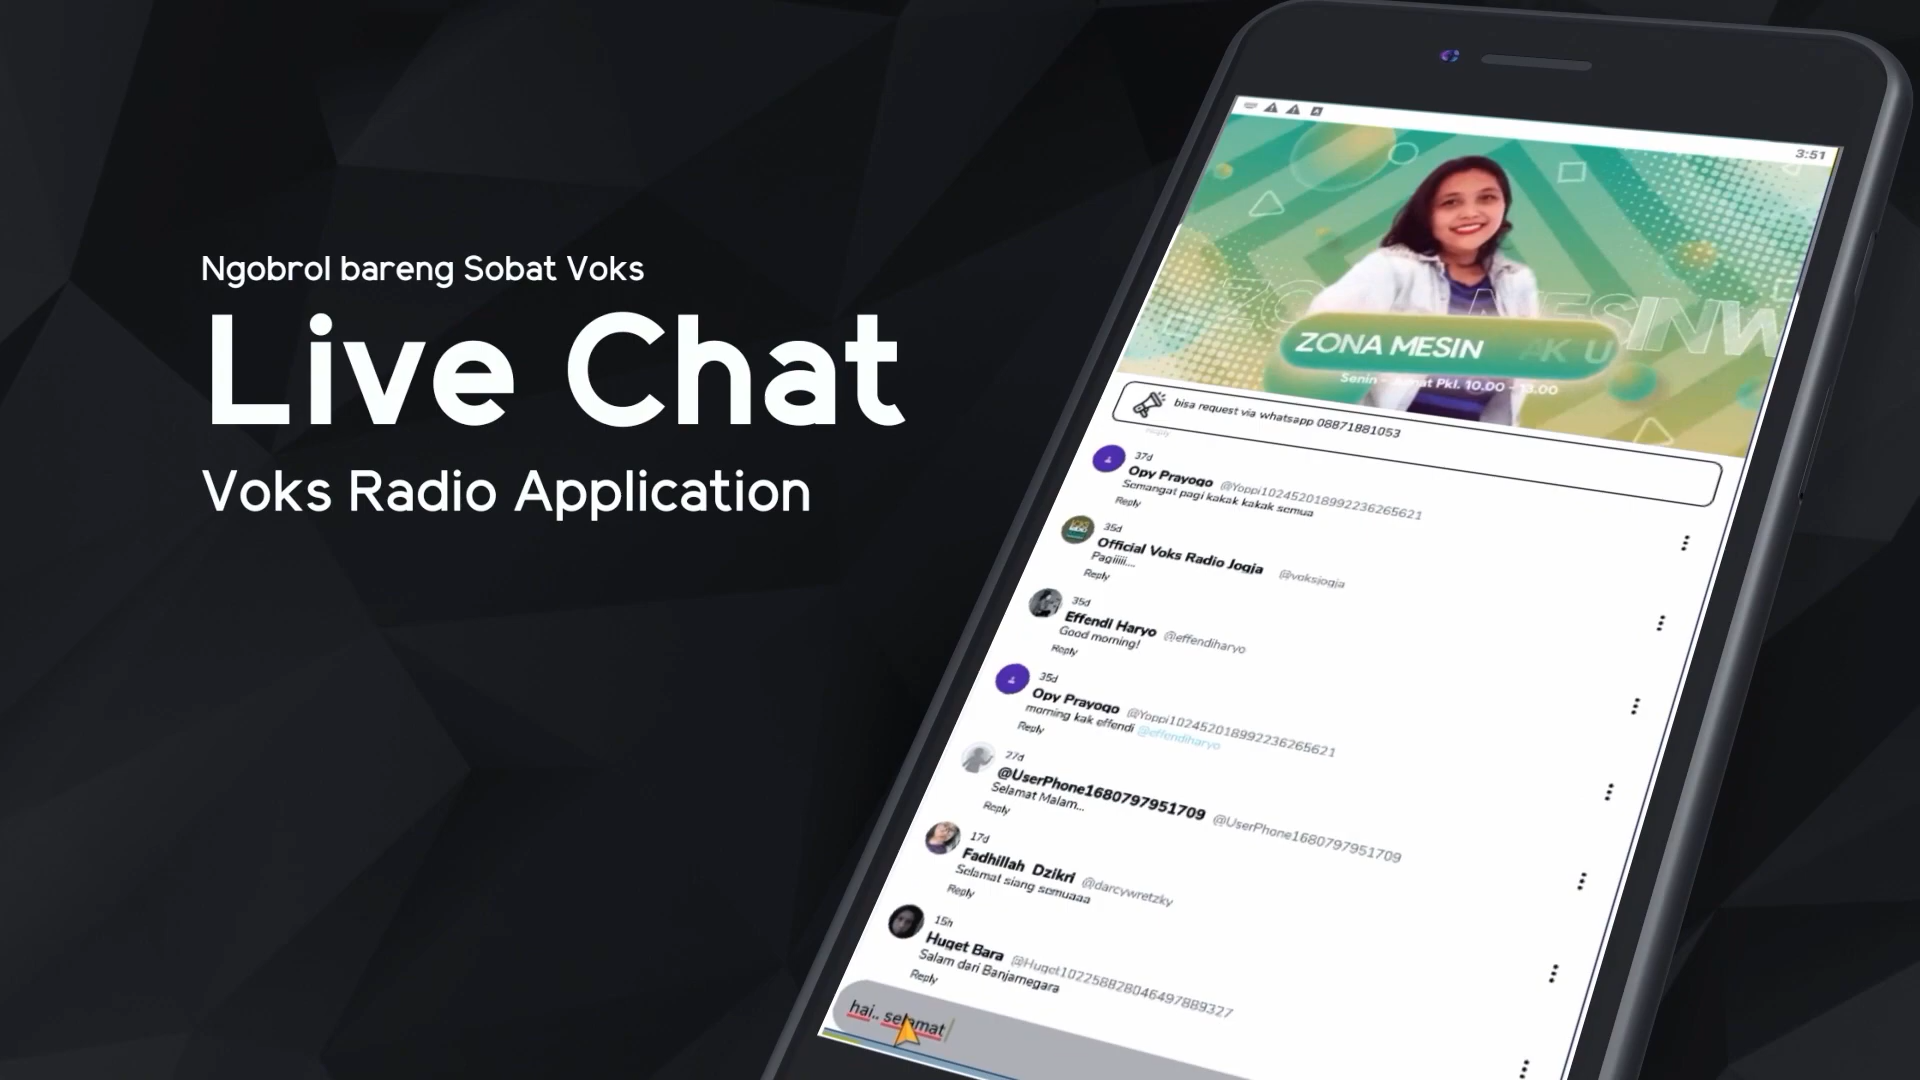 Ngobrol bareng Sobat Voks
Live Chat
Voks Radio Application
3:51
ZONA MESIN
Senin - Jumat Pkl. 10.00 - 13.00
bisa request via whatsapp 08871881053
Reply
37d
Opy Prayogo @Yoppi102452018992236265621
Semangat pagi kakak kakak semua
Reply
35d
Official Voks Radio Jogja @voksjogja
Pagiiiii....
Reply
35d
Effendi Haryo @effendiharyo
Good morning!
Reply
35d
Opy Prayogo @Yoppi102452018992236265621
morning kak effendi @effendiharyo
Reply
27d
@UserPhone1680797951709 @UserPhone1680797951709
Selamat Malam...
Reply
17d
Fadhillah Dzikri @darcywretzky
Selamat siang semuaaa
Reply
15h
Huget Bara @Huget102258828046497889327
Salam dari Banjarnegara
Reply
hai.. selamat